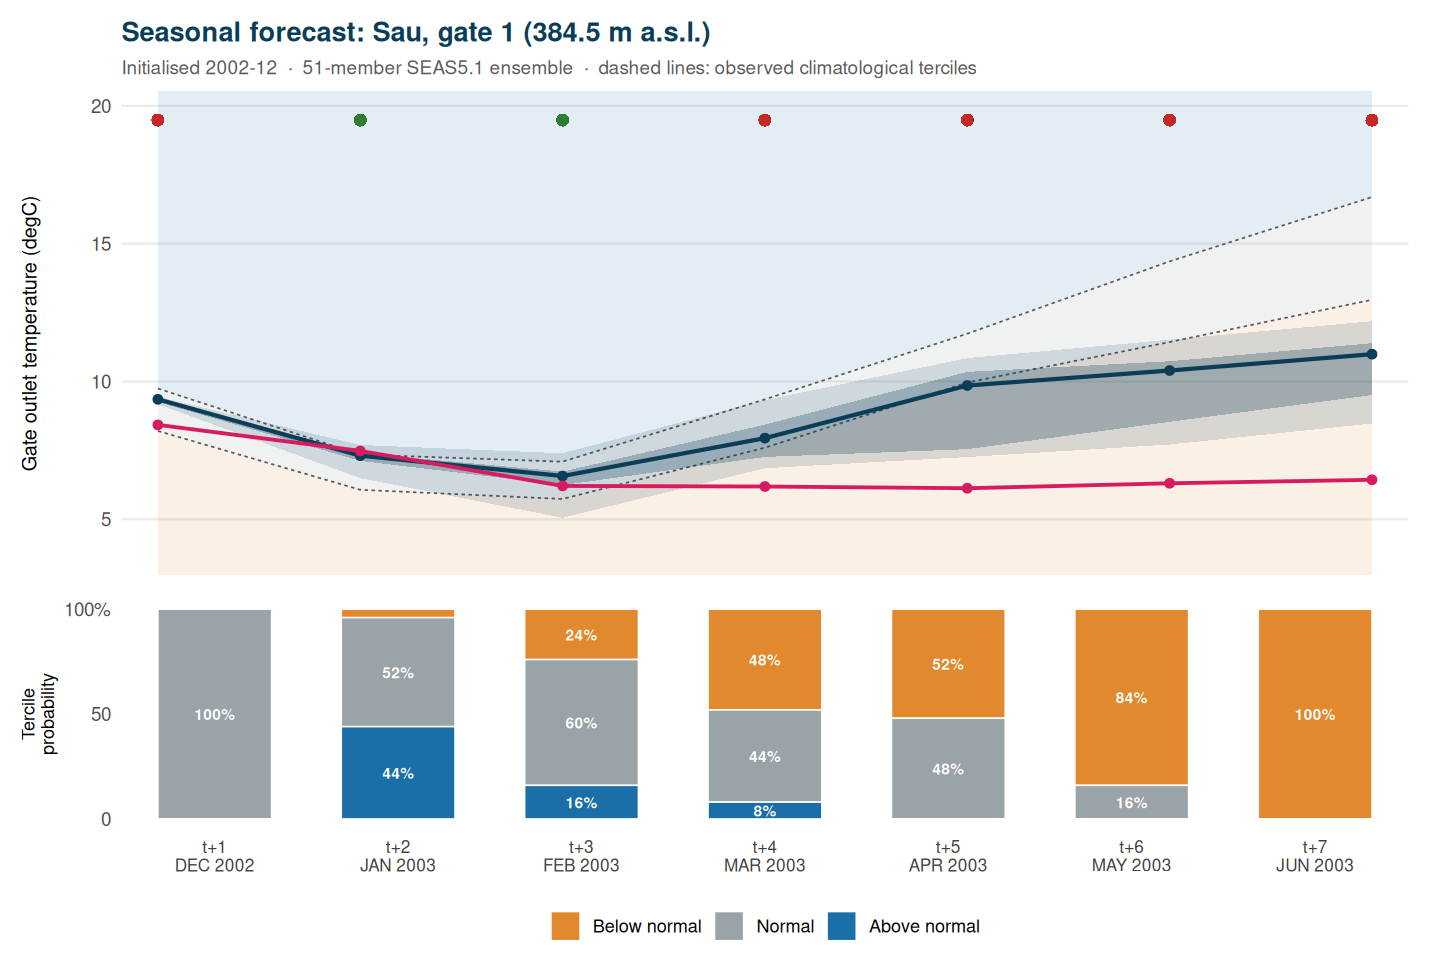 Seasonal forecast: Sau, gate 1 (384.5 m a.s.l.)
Initialised 2002-12 · 51-member SEAS5.1 ensemble · dashed lines: observed climatological terciles
Gate outlet temperature (degC)
20
15
10
5
Tercile
probability
100%
50
0
100%
52%
44%
24%
60%
16%
48%
44%
8%
52%
48%
84%
16%
100%
t+1
DEC 2002
t+2
JAN 2003
t+3
FEB 2003
t+4
MAR 2003
t+5
APR 2003
t+6
MAY 2003
t+7
JUN 2003
Below normal
Normal
Above normal